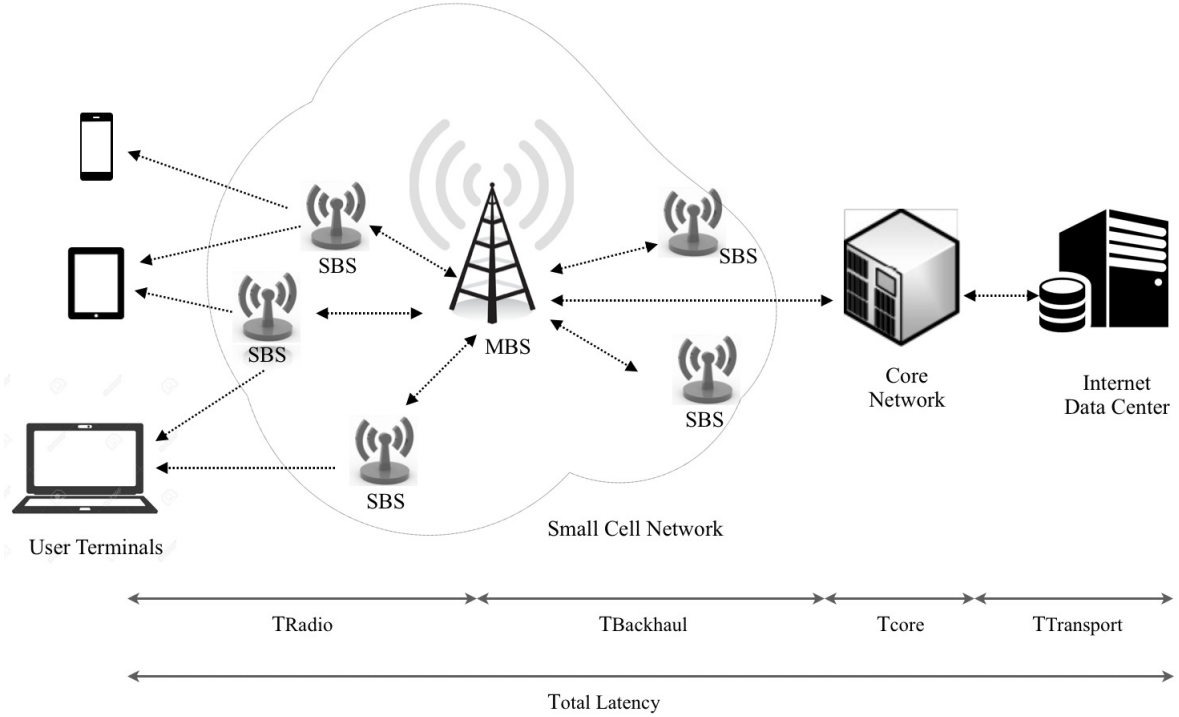 SBS
SBS
SBS
MBS
SBS
SBS
Core
Network
Internet
Data Center
User Terminals
Small Cell Network
TRadio
TBackhaul
Tcore
TTransport
Total Latency